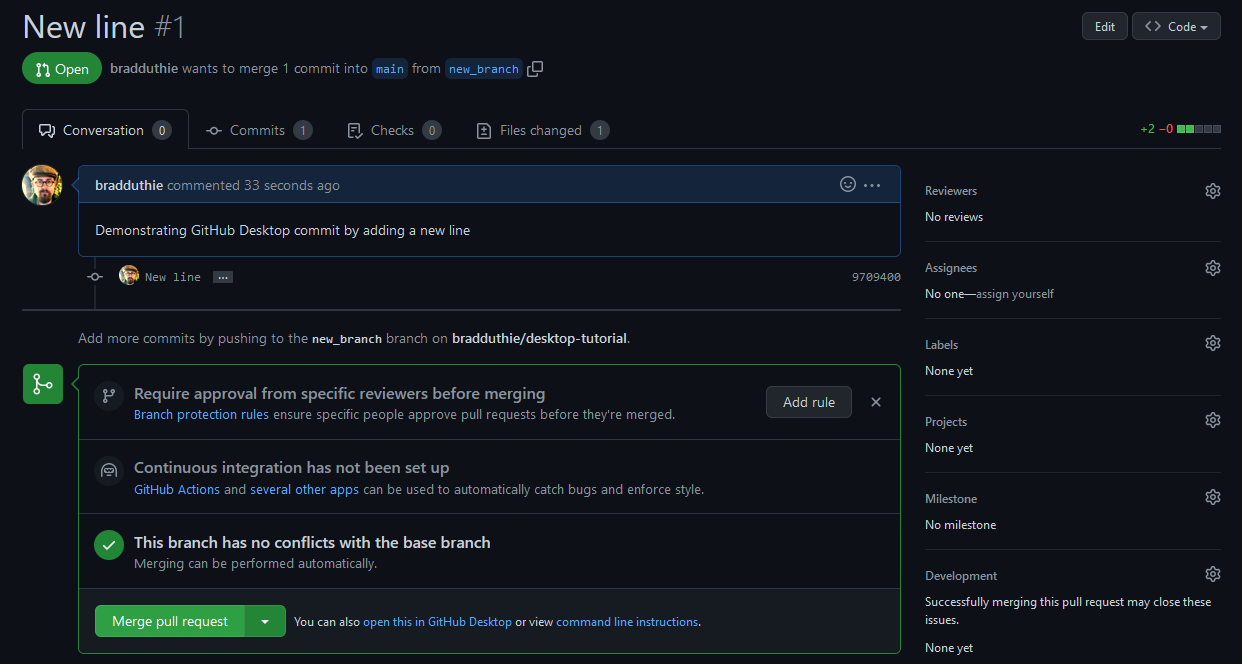 New line #1
Edit
<> Code
Open
bradduthie wants to merge 1 commit into main from new_branch
Conversation 0
Commits 1
Checks 0
Files changed 1
+2 −0
bradduthie commented 33 seconds ago
Demonstrating GitHub Desktop commit by adding a new line
New line ...
9709400
Add more commits by pushing to the new_branch branch on bradduthie/desktop-tutorial.
Require approval from specific reviewers before merging
Branch protection rules ensure specific people approve pull requests before they're merged.
Add rule
Continuous integration has not been set up
GitHub Actions and several other apps can be used to automatically catch bugs and enforce style.
This branch has no conflicts with the base branch
Merging can be performed automatically.
Merge pull request
You can also open this in GitHub Desktop or view command line instructions.
Reviewers
No reviews
Assignees
No one—assign yourself
Labels
None yet
Projects
None yet
Milestone
No milestone
Development
Successfully merging this pull request may close these
issues.
None yet